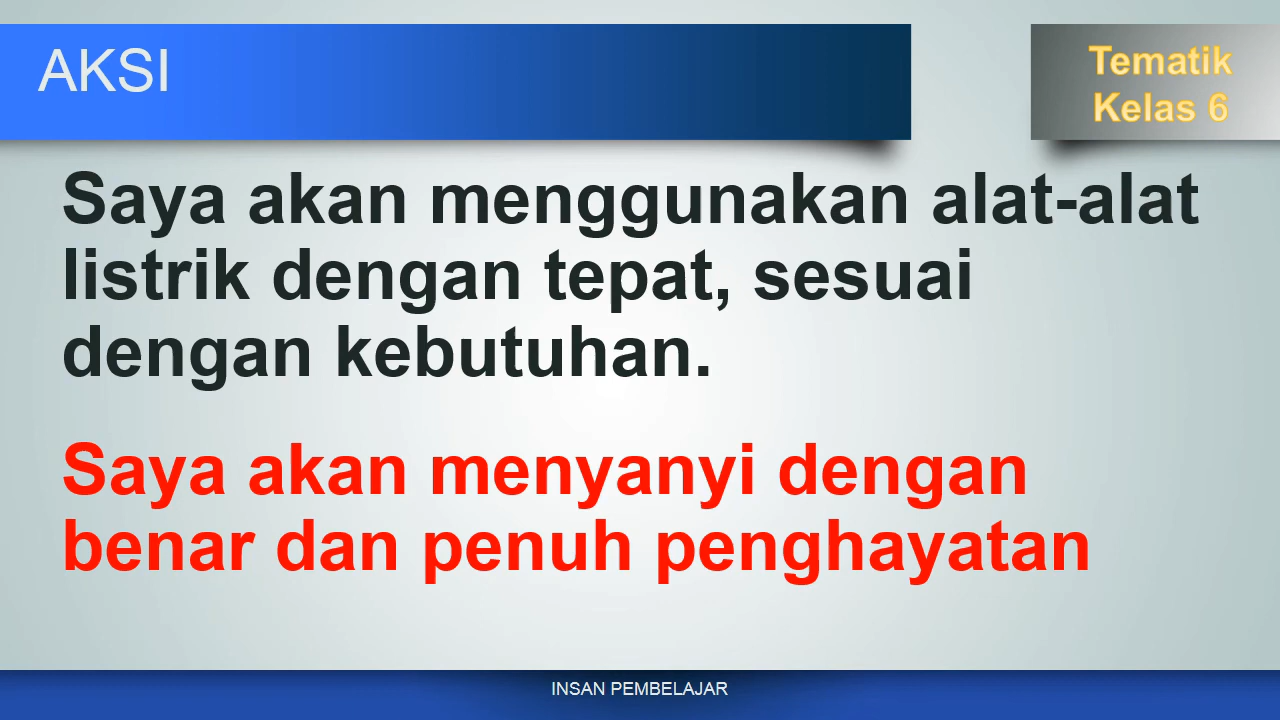 AKSI
Tematik
Kelas 6
Saya akan menggunakan alat-alat
listrik dengan tepat, sesuai
dengan kebutuhan.
Saya akan menyanyi dengan
benar dan penuh penghayatan
INSAN PEMBELAJAR